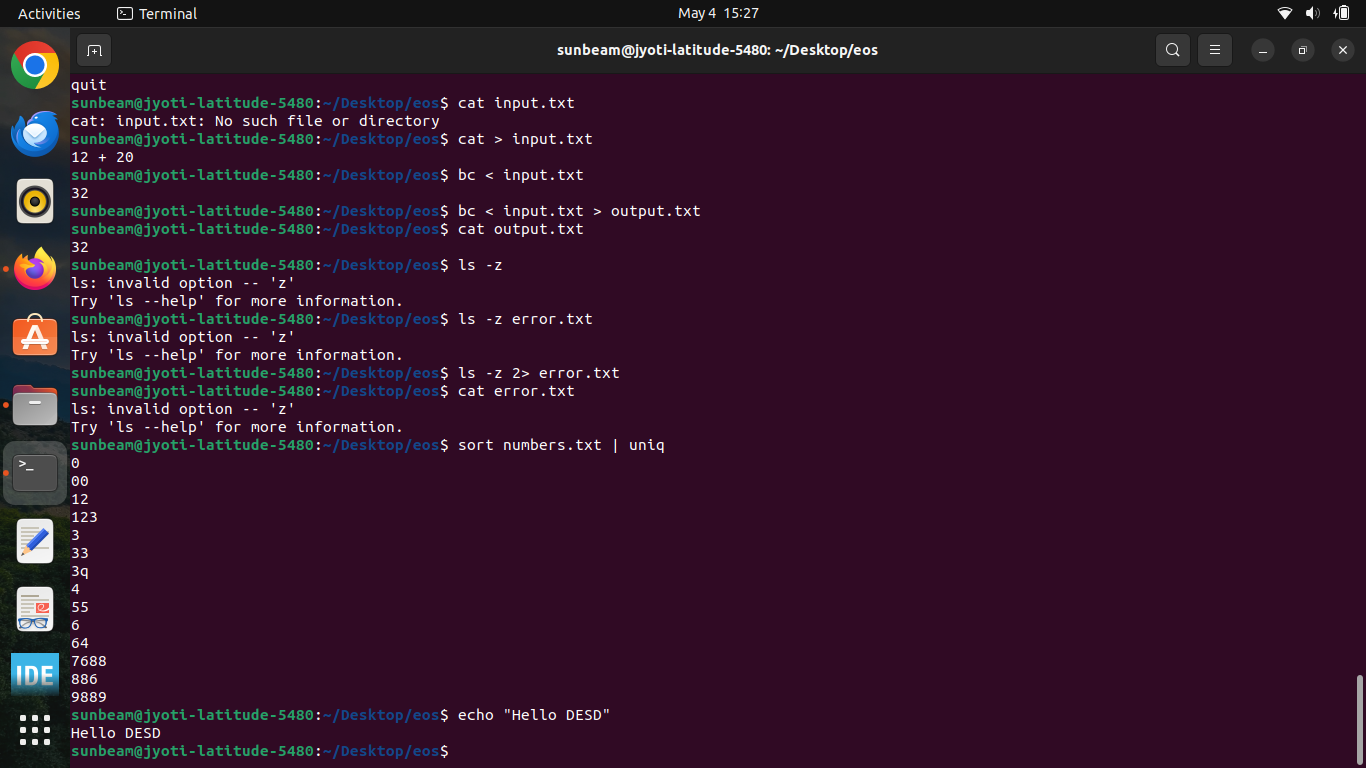 Activities
Terminal
May 4 15:27
sunbeam@jyoti-latitude-5480: ~/Desktop/eos
quit
sunbeam@jyoti-latitude-5480:~/Desktop/eos$ cat input.txt
cat: input.txt: No such file or directory
sunbeam@jyoti-latitude-5480:~/Desktop/eos$ cat > input.txt
12 + 20
sunbeam@jyoti-latitude-5480:~/Desktop/eos$ bc < input.txt
32
sunbeam@jyoti-latitude-5480:~/Desktop/eos$ bc < input.txt > output.txt
sunbeam@jyoti-latitude-5480:~/Desktop/eos$ cat output.txt
32
sunbeam@jyoti-latitude-5480:~/Desktop/eos$ ls -z
ls: invalid option -- 'z'
Try 'ls --help' for more information.
sunbeam@jyoti-latitude-5480:~/Desktop/eos$ ls -z error.txt
ls: invalid option -- 'z'
Try 'ls --help' for more information.
sunbeam@jyoti-latitude-5480:~/Desktop/eos$ ls -z 2> error.txt
sunbeam@jyoti-latitude-5480:~/Desktop/eos$ cat error.txt
ls: invalid option -- 'z'
Try 'ls --help' for more information.
sunbeam@jyoti-latitude-5480:~/Desktop/eos$ sort numbers.txt | uniq
0
00
12
123
3
33
3q
4
55
6
64
7688
886
9889
sunbeam@jyoti-latitude-5480:~/Desktop/eos$ echo "Hello DESD"
Hello DESD
sunbeam@jyoti-latitude-5480:~/Desktop/eos$
IDE